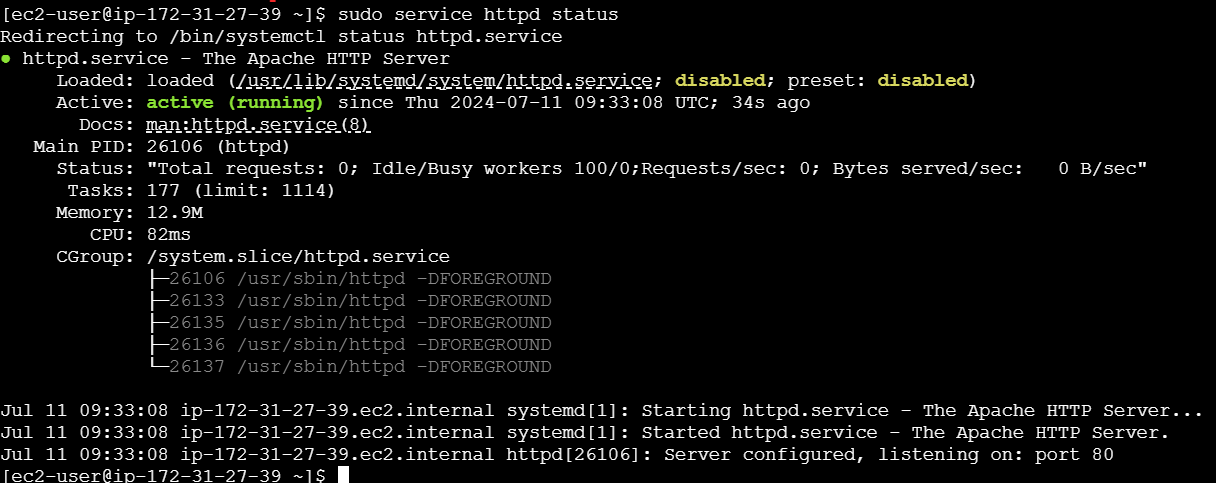 [ec2-user@ip-172-31-27-39 ~]$ sudo service httpd status
Redirecting to /bin/systemctl status httpd.service
● httpd.service - The Apache HTTP Server
     Loaded: loaded (/usr/lib/systemd/system/httpd.service; disabled; preset: disabled)
     Active: active (running) since Thu 2024-07-11 09:33:08 UTC; 34s ago
       Docs: man:httpd.service(8)
   Main PID: 26106 (httpd)
     Status: "Total requests: 0; Idle/Busy workers 100/0;Requests/sec: 0; Bytes served/sec:   0 B/sec"
      Tasks: 177 (limit: 1114)
     Memory: 12.9M
        CPU: 82ms
     CGroup: /system.slice/httpd.service
             ├─26106 /usr/sbin/httpd -DFOREGROUND
             ├─26133 /usr/sbin/httpd -DFOREGROUND
             ├─26135 /usr/sbin/httpd -DFOREGROUND
             ├─26136 /usr/sbin/httpd -DFOREGROUND
             └─26137 /usr/sbin/httpd -DFOREGROUND

Jul 11 09:33:08 ip-172-31-27-39.ec2.internal systemd[1]: Starting httpd.service - The Apache HTTP Server...
Jul 11 09:33:08 ip-172-31-27-39.ec2.internal systemd[1]: Started httpd.service - The Apache HTTP Server.
Jul 11 09:33:08 ip-172-31-27-39.ec2.internal httpd[26106]: Server configured, listening on: port 80
[ec2-user@ip-172-31-27-39 ~]$